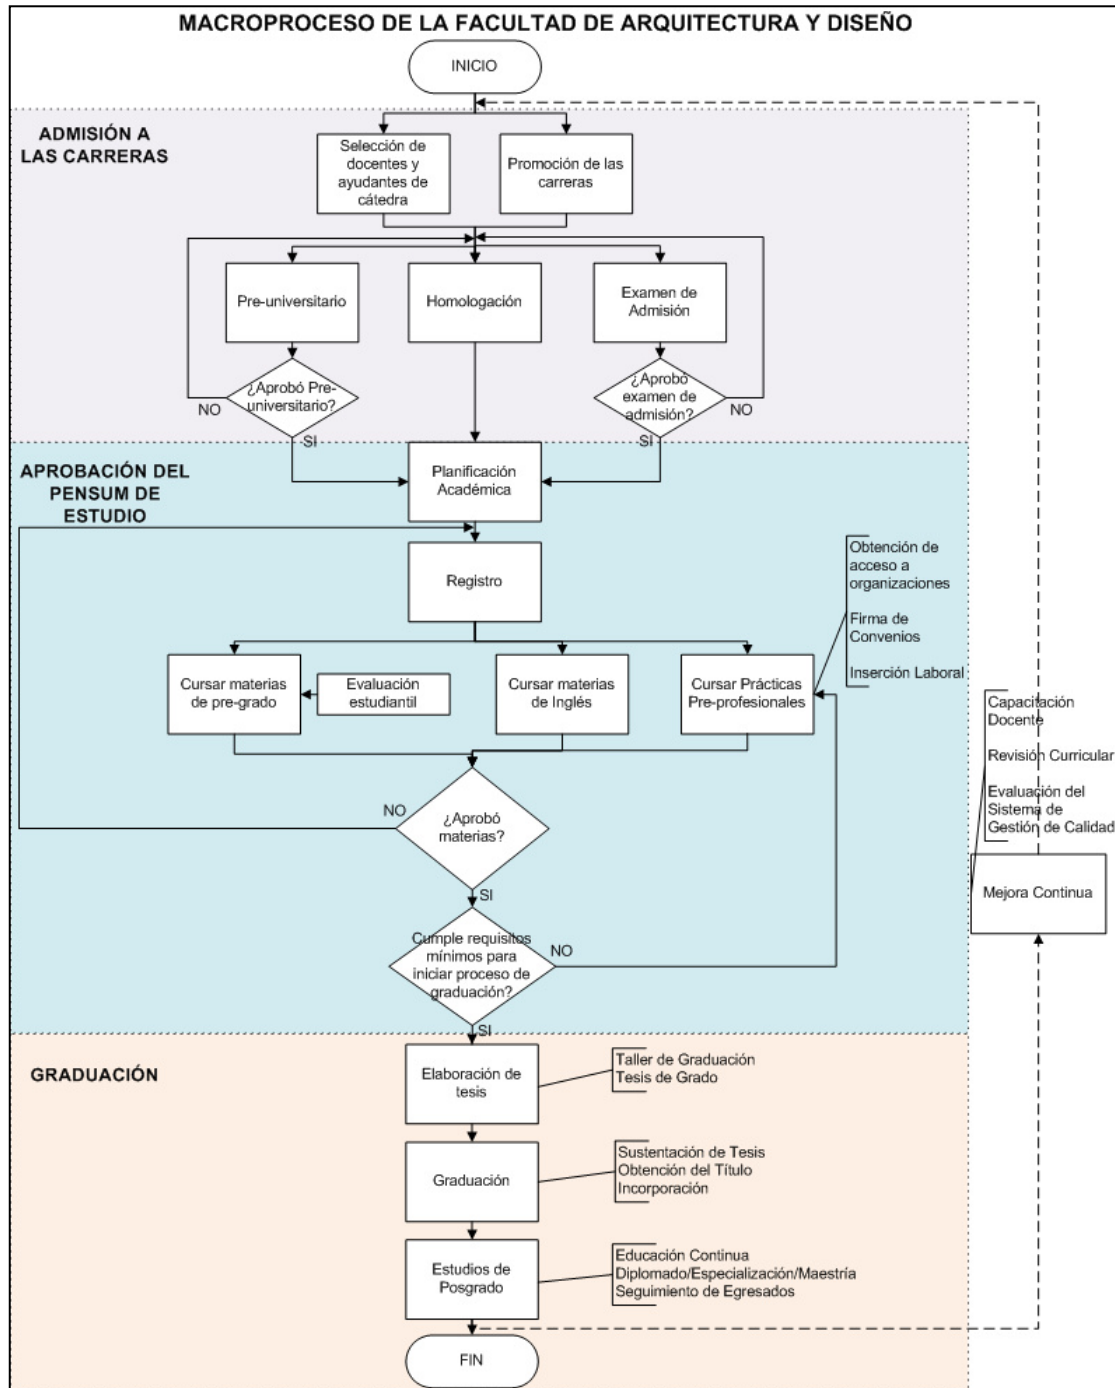 MACROPROCESO DE LA FACULTAD DE ARQUITECTURA Y DISEÑO
INICIO
ADMISIÓN A
LAS CARRERAS
Selección de
docentes y
ayudantes de
cátedra
Promoción de las
carreras
Pre-universitario
Homologación
Examen de
Admisión
¿Aprobó Pre-
universitario?
NO
SI
¿Aprobó
examen de
admisión?
NO
SI
APROBACIÓN DEL
PENSUM DE
ESTUDIO
Planificación
Académica
Registro
Obtención de
acceso a
organizaciones
Firma de
Convenios
Inserción Laboral
Cursar materias
de pre-grado
Evaluación
estudiantil
Cursar materias
de Inglés
Cursar Prácticas
Pre-profesionales
Capacitación
Docente
Revisión Curricular
Evaluación del
Sistema de
Gestión de Calidad
Mejora Continua
NO
¿Aprobó
materias?
SI
Cumple requisitos
mínimos para
iniciar proceso de
graduación?
NO
SI
GRADUACIÓN
Elaboración de
tesis
Taller de Graduación
Tesis de Grado
Graduación
Sustentación de Tesis
Obtención del Título
Incorporación
Estudios de
Posgrado
Educación Continua
Diplomado/Especialización/Maestría
Seguimiento de Egresados
FIN